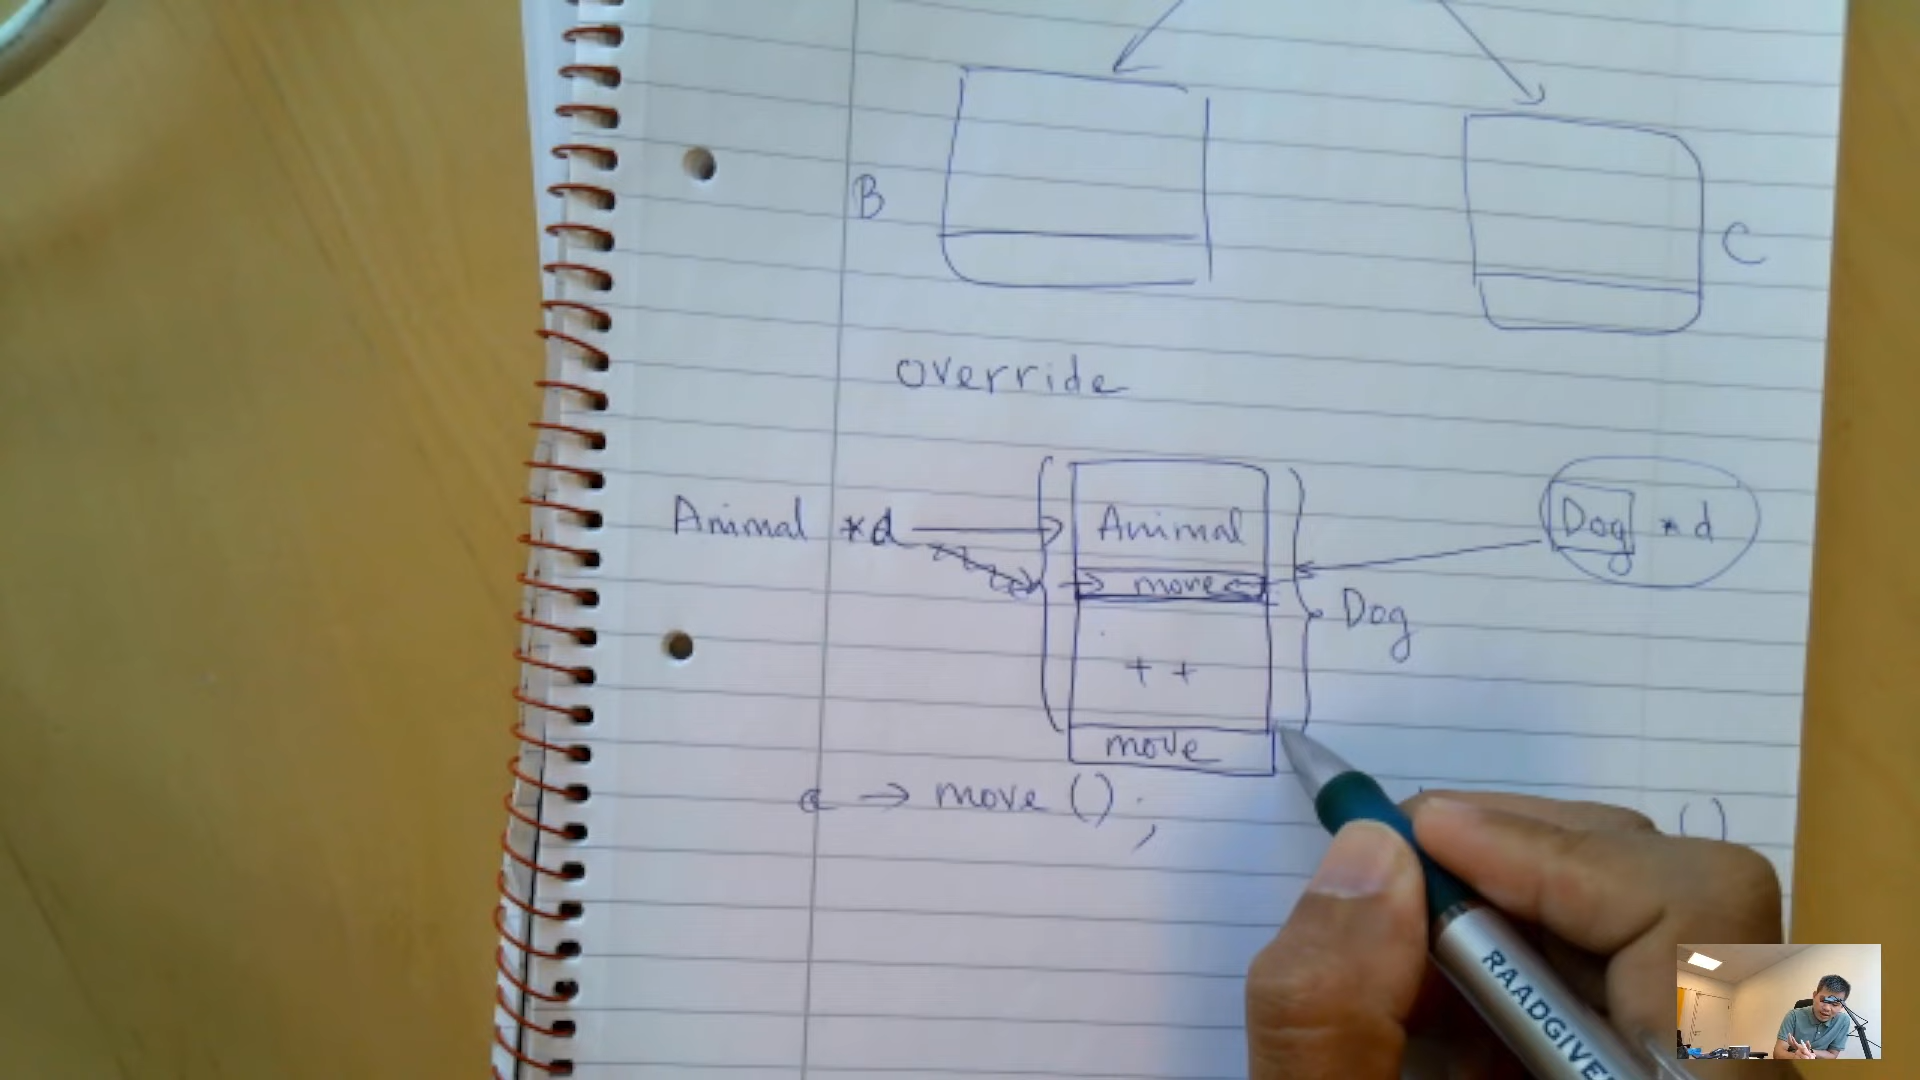 B
C
override
Animal *d
Animal
Dog * d
move
Dog
+ +
move
→ move ();
()
RAADGIVE